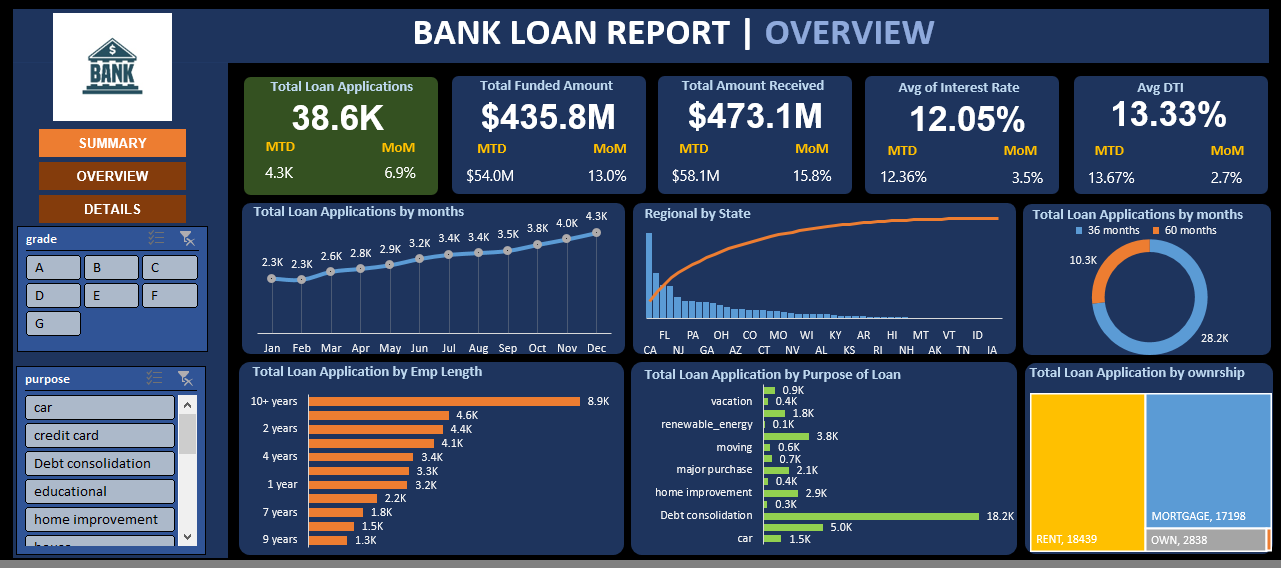 BANK LOAN REPORT | OVERVIEW
$
BANK
SUMMARY
OVERVIEW
DETAILS
grade
A B C
D E F
G
purpose
car
credit card
Debt consolidation
educational
home improvement
Total Loan Applications
38.6K
MTD MoM
4.3K 6.9%
Total Funded Amount
$435.8M
MTD MoM
$54.0M 13.0%
Total Amount Received
$473.1M
MTD MoM
$58.1M 15.8%
Avg of Interest Rate
12.05%
MTD MoM
12.36% 3.5%
Avg DTI
13.33%
MTD MoM
13.67% 2.7%
Total Loan Applications by months
2.3K 2.3K 2.6K 2.8K 2.9K 3.2K 3.4K 3.4K 3.5K 3.8K 4.0K 4.3K
Jan Feb Mar Apr May Jun Jul Aug Sep Oct Nov Dec
Regional by State
FL PA OH CO MO WI KY AR HI MT VT ID
CA NJ GA AZ CT NV AL KS RI NH AK TN IA
Total Loan Applications by months
36 months 60 months
10.3K
28.2K
Total Loan Application by Emp Length
10+ years 8.9K
4.6K
2 years 4.4K
4.1K
4 years 3.4K
3.3K
1 year 3.2K
2.2K
7 years 1.8K
1.5K
9 years 1.3K
Total Loan Application by Purpose of Loan
0.9K
vacation 0.4K
1.8K
renewable_energy 0.1K
3.8K
moving 0.6K
0.7K
major purchase 2.1K
0.4K
home improvement 2.9K
0.3K
Debt consolidation 18.2K
5.0K
car 1.5K
Total Loan Application by ownrship
RENT, 18439
MORTGAGE, 17198
OWN, 2838